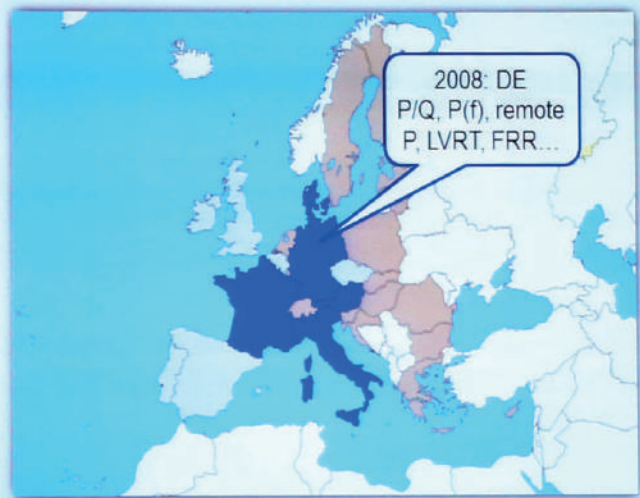 2008: DE
P/Q, P(f), remote
P, LVRT, FRR...